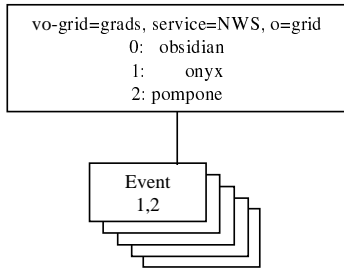 vo-grid=grads, service=NWS, o=grid
0: obsidian
1: onyx
2: pompone
Event
1,2